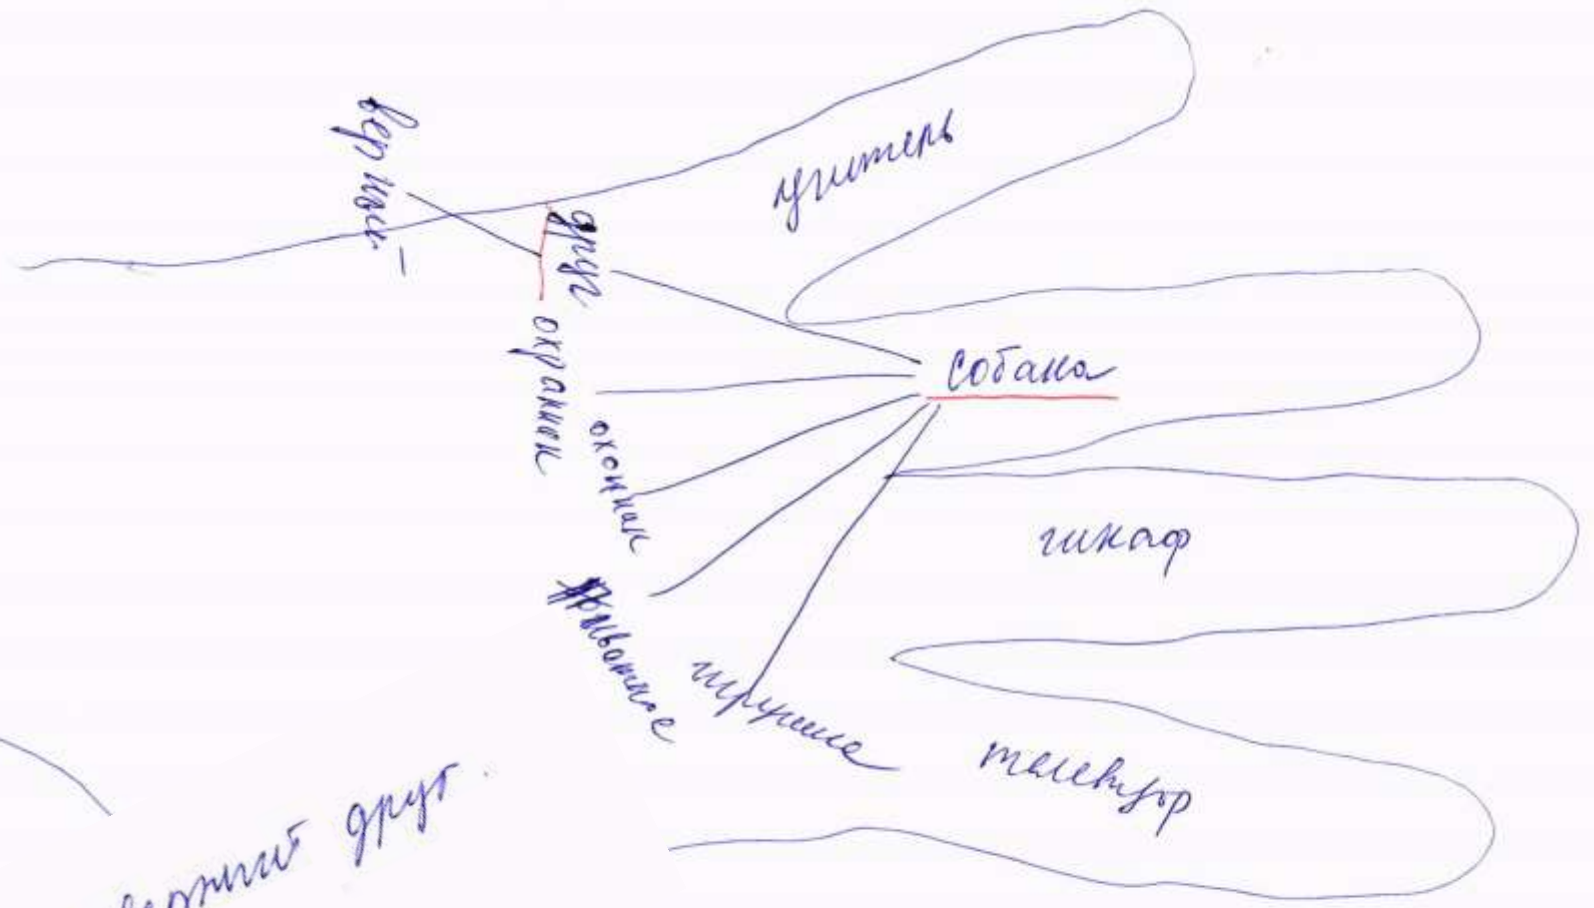 учитель
верный
друг
собака
охранник
охотник
шкаф
животное
игрушка
телевизор
друг.